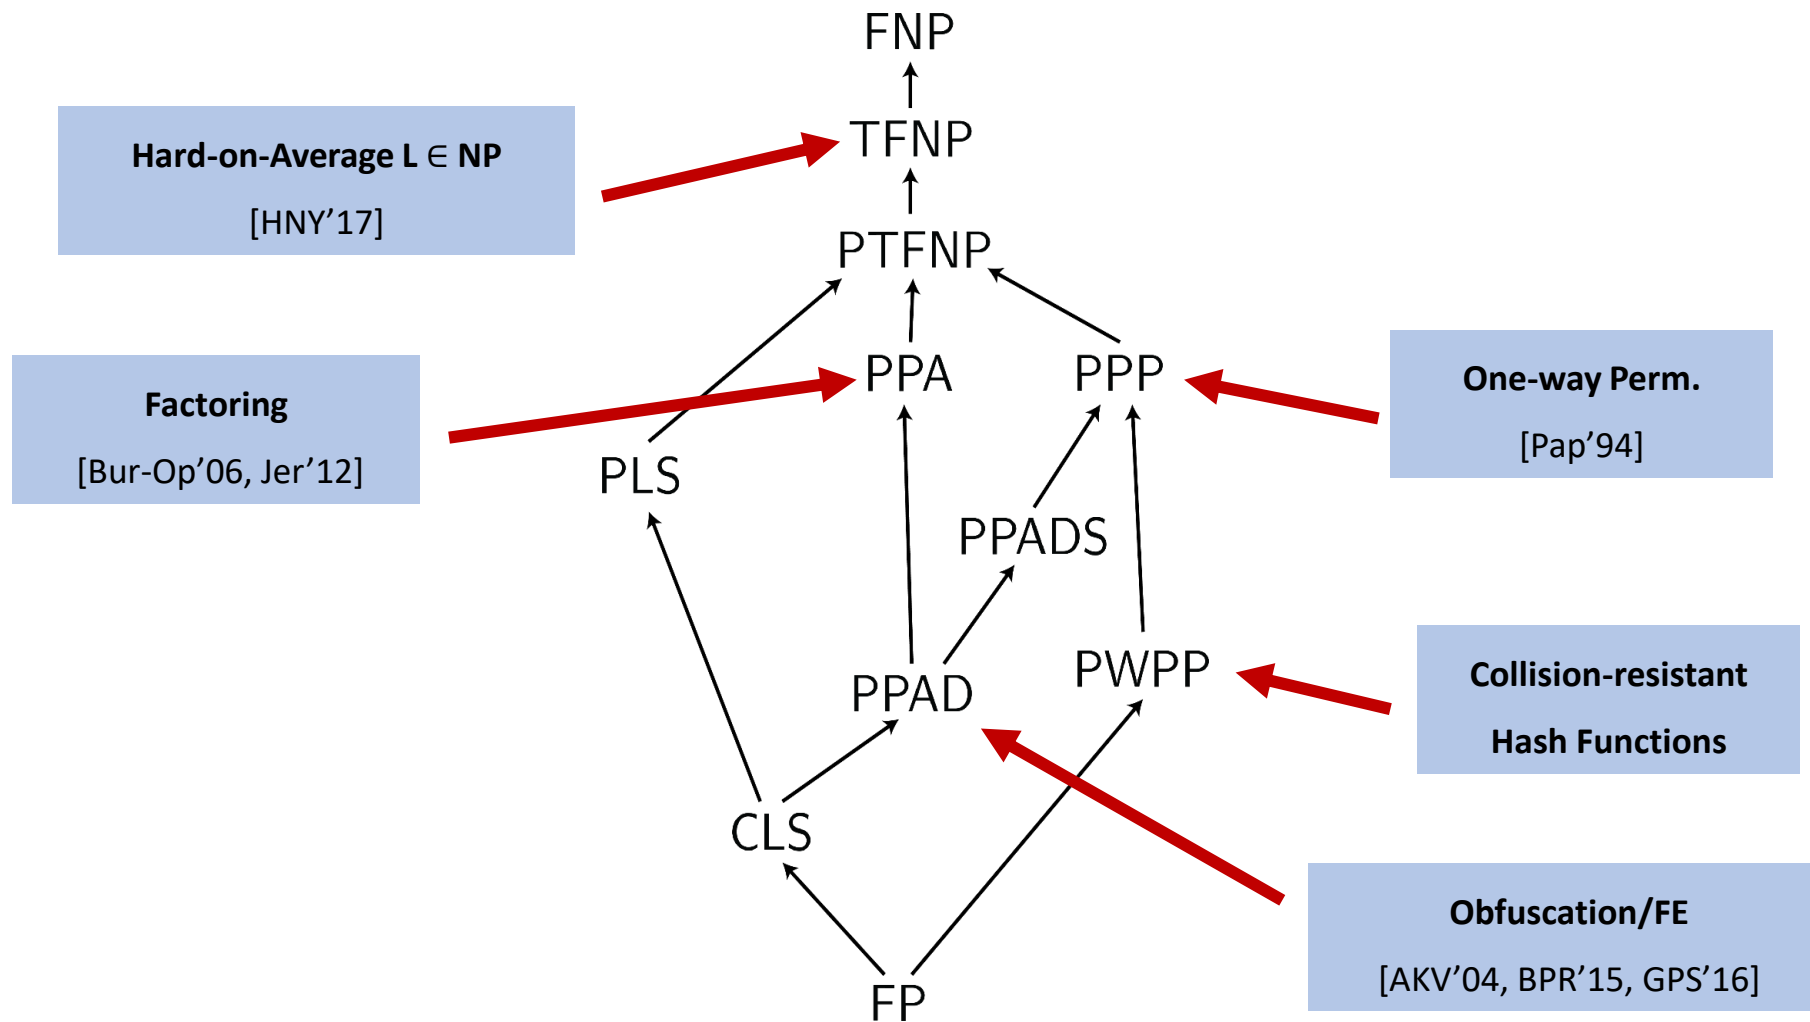 FNP
Hard-on-Average L ∈ NP
[HNY’17]
TFNP
PTFNP
Factoring
[Bur-Op’06, Jer’12]
PPA
PPP
One-way Perm.
[Pap’94]
PLS
PPADS
PPAD
PWPP
Collision-resistant
Hash Functions
CLS
Obfuscation/FE
[AKV’04, BPR’15, GPS’16]
FP